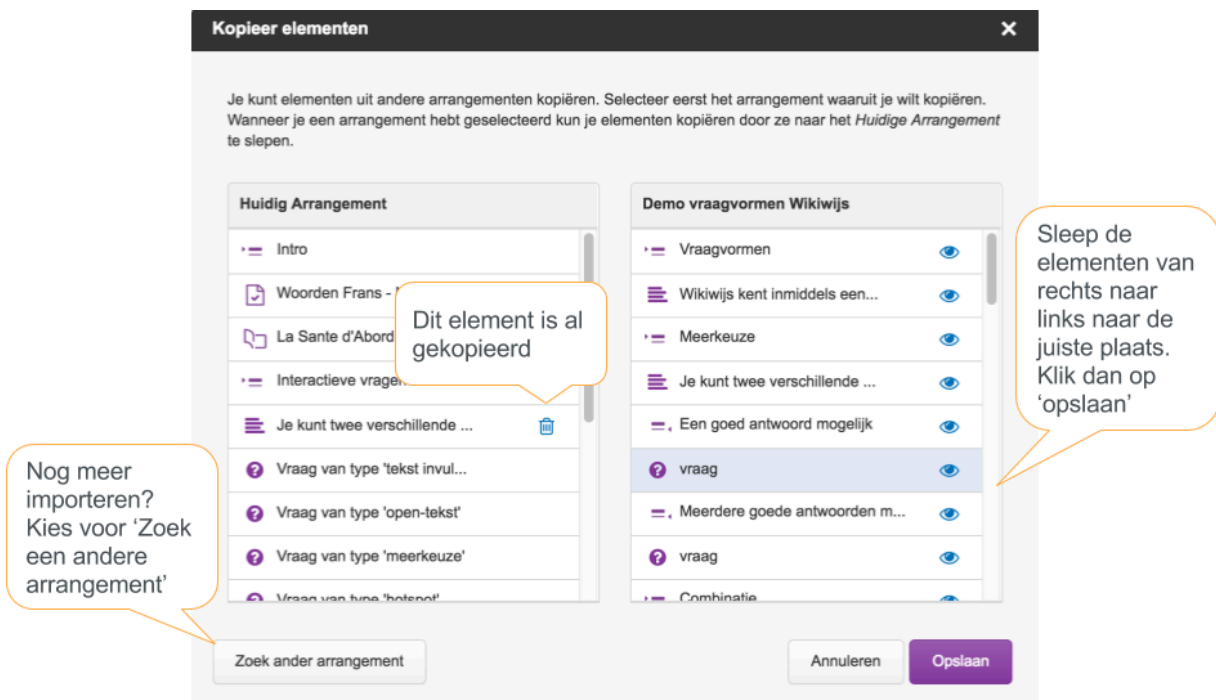 Kopieer elementen
Je kunt elementen uit andere arrangementen kopiëren. Selecteer eerst het arrangement waaruit je wilt kopiëren.
Wanneer je een arrangement hebt geselecteerd kun je elementen kopiëren door ze naar het Huidige Arrangement
te slepen.
Huidig Arrangement
Intro
Woorden Frans -
La Sante d'Abord
Interactieve vragen
Je kunt twee verschillende ...
Vraag van type 'tekst invul...
Vraag van type 'open-tekst'
Vraag van type 'meerkeuze'
Vraag van type 'hotspot'
Dit element is al
gekopieerd
Demo vraagvormen Wikiwijs
Vraagvormen
Wikiwijs kent inmiddels een...
Meerkeuze
Je kunt twee verschillende ...
Een goed antwoord mogelijk
vraag
Meerdere goede antwoorden m...
vraag
Combinatie
Sleep de
elementen van
rechts naar
links naar de
juiste plaats.
Klik dan op
‘opslaan’
Nog meer
importeren?
Kies voor ‘Zoek
een andere
arrangement’
Zoek ander arrangement
Annuleren
Opslaan